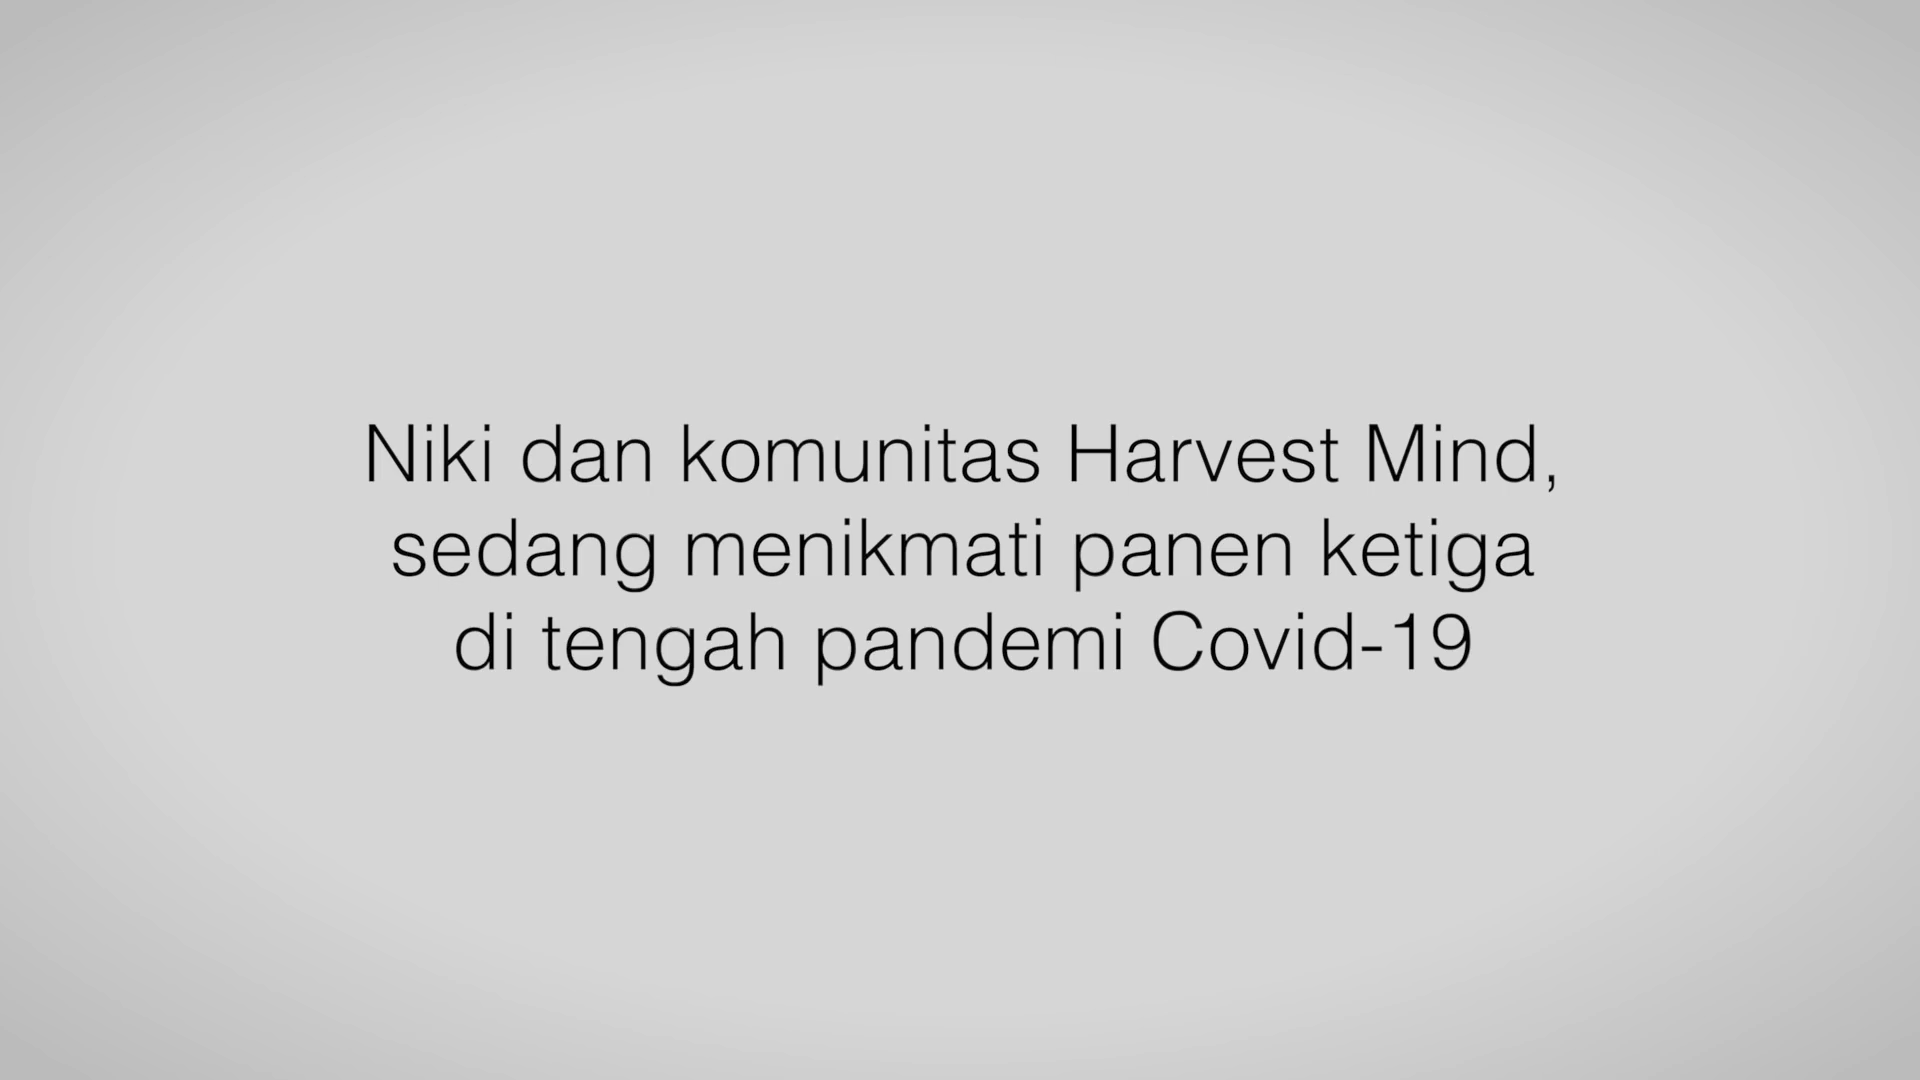 Niki dan komunitas Harvest Mind,
sedang menikmati panen ketiga
di tengah pandemi Covid-19